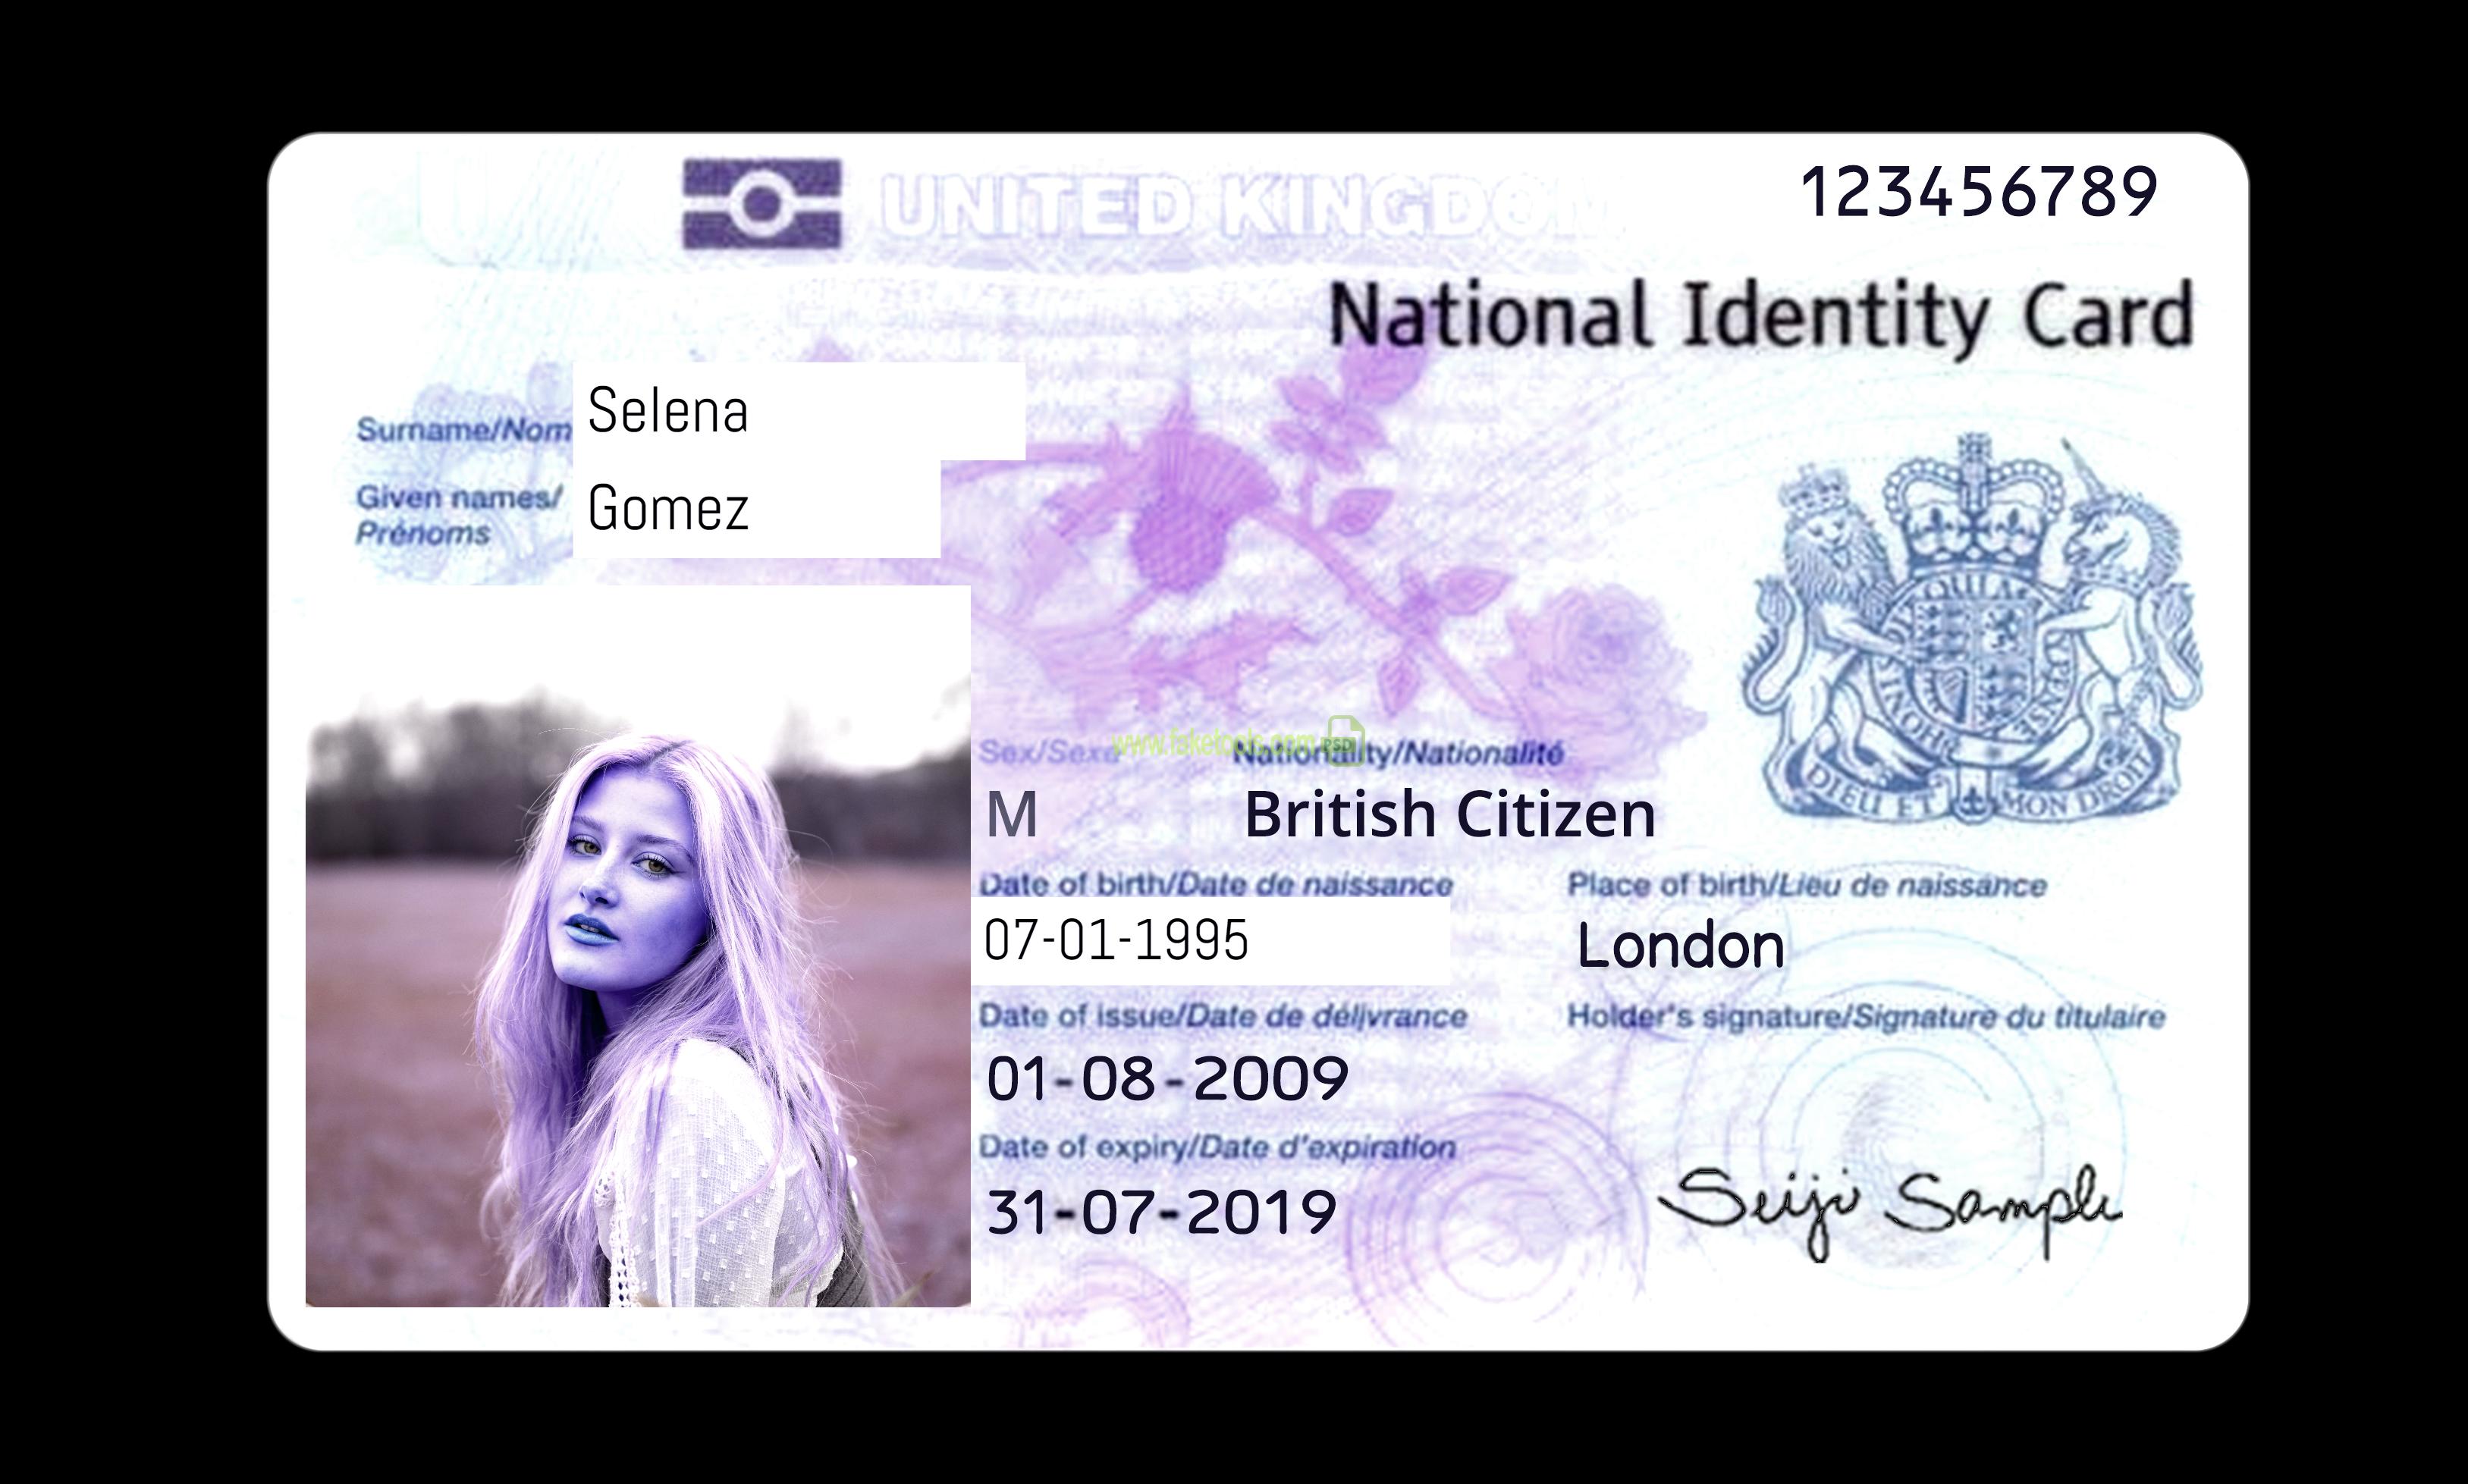 UNITED KINGDOM
123456789
National Identity Card
Surname/Nom
Selena
Given names/
Prénoms
Gomez
www.faketools.com
PSD
Sex/Sexe
Nationality/Nationalité
M
British Citizen
Date of birth/Date de naissance
Place of birth/Lieu de naissance
07-01-1995
London
Date of issue/Date de délivrance
Holder's signature/Signature du titulaire
01-08-2009
Date of expiry/Date d'expiration
31-07-2019
Seiji Sample
DIEU ET MON DROIT